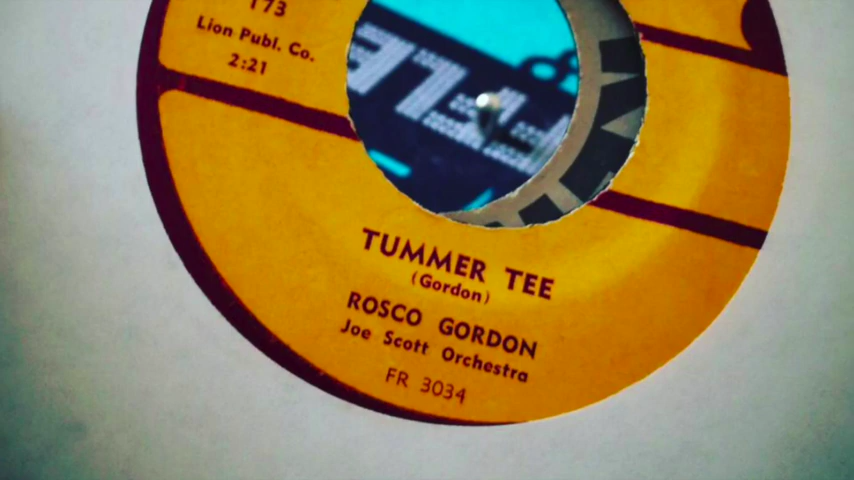 173
Lion Publ. Co.
2:21
TUMMER TEE
(Gordon)
ROSCO GORDON
Joe Scott Orchestra
FR 3034